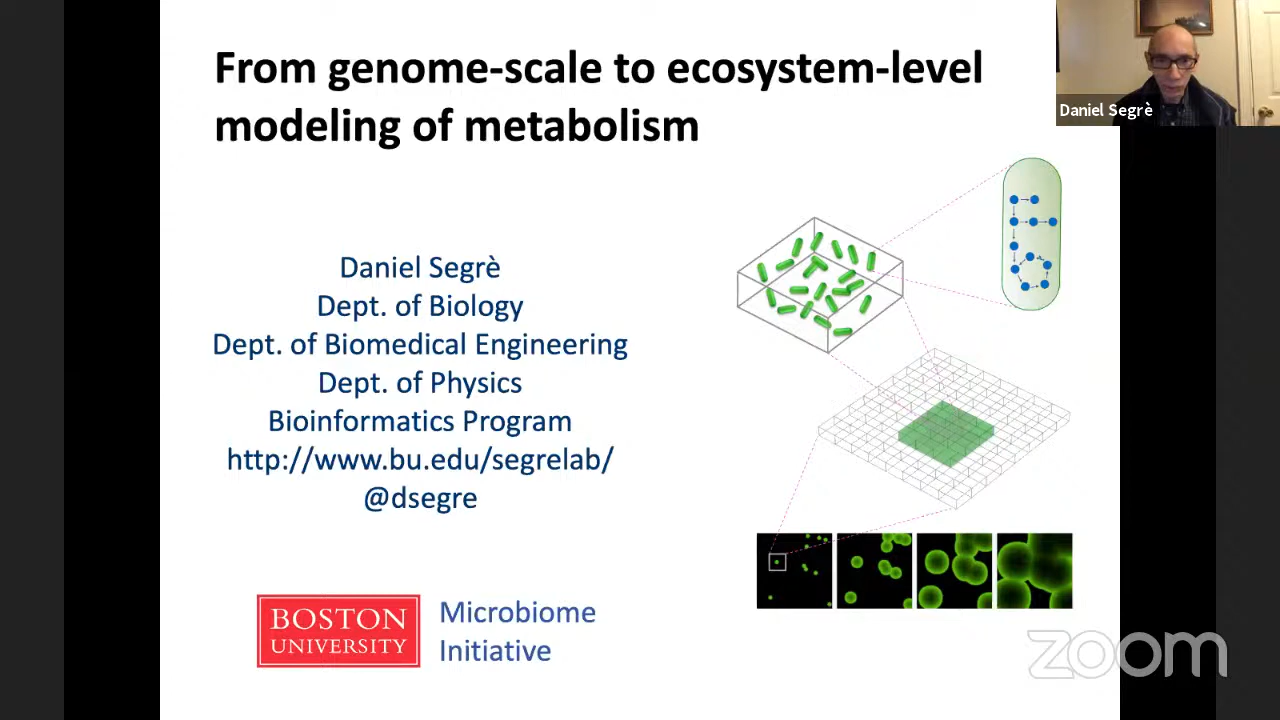 From genome-scale to ecosystem-level
modeling of metabolism
Daniel Segrè
Daniel Segrè
Dept. of Biology
Dept. of Biomedical Engineering
Dept. of Physics
Bioinformatics Program
http://www.bu.edu/segrelab/
@dsegre
BOSTON
UNIVERSITY
Microbiome
Initiative
zoom